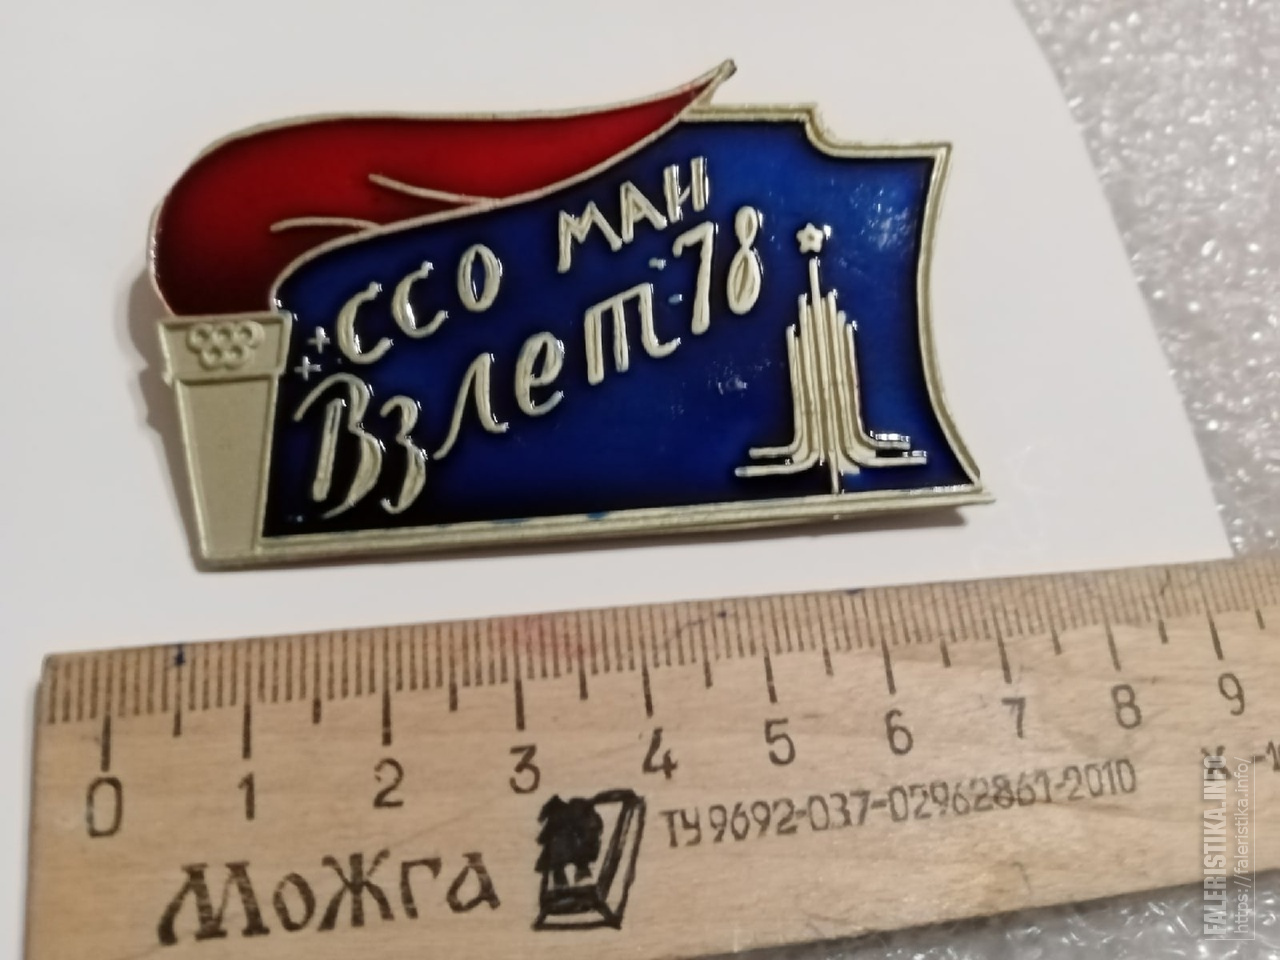 ССО МАН
Взлет-78
0 1 2 3 4 5 6 7 8 9
Можга
ТУ 9692-037-02962861-2010
FALERISTIKA.INFO
https://faleristika.info/